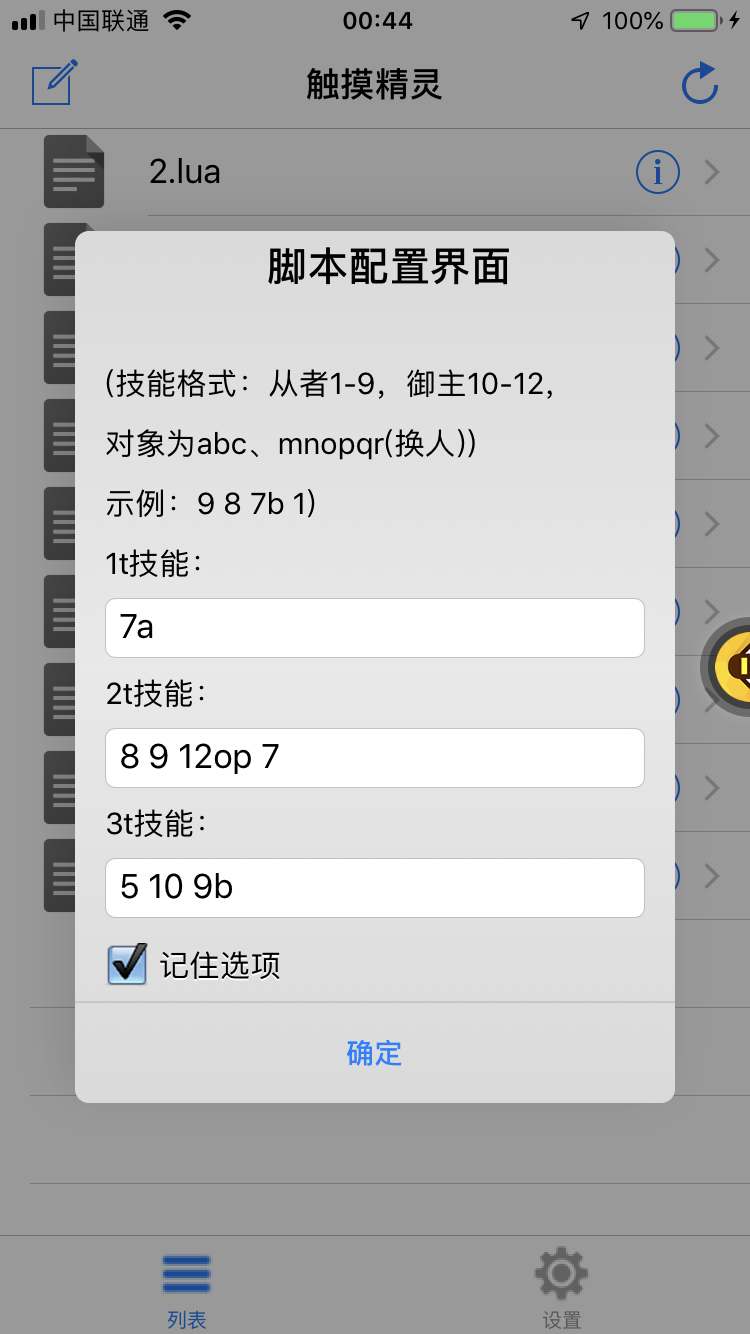 中国联通 00:44 100%
触摸精灵
2.lua
脚本配置界面
(技能格式：从者1-9，御主10-12，
对象为abc、mnopqr(换人))
示例：9 8 7b 1)
1t技能：
7a
2t技能：
8 9 12op 7
3t技能：
5 10 9b
记住选项
确定
列表 设置